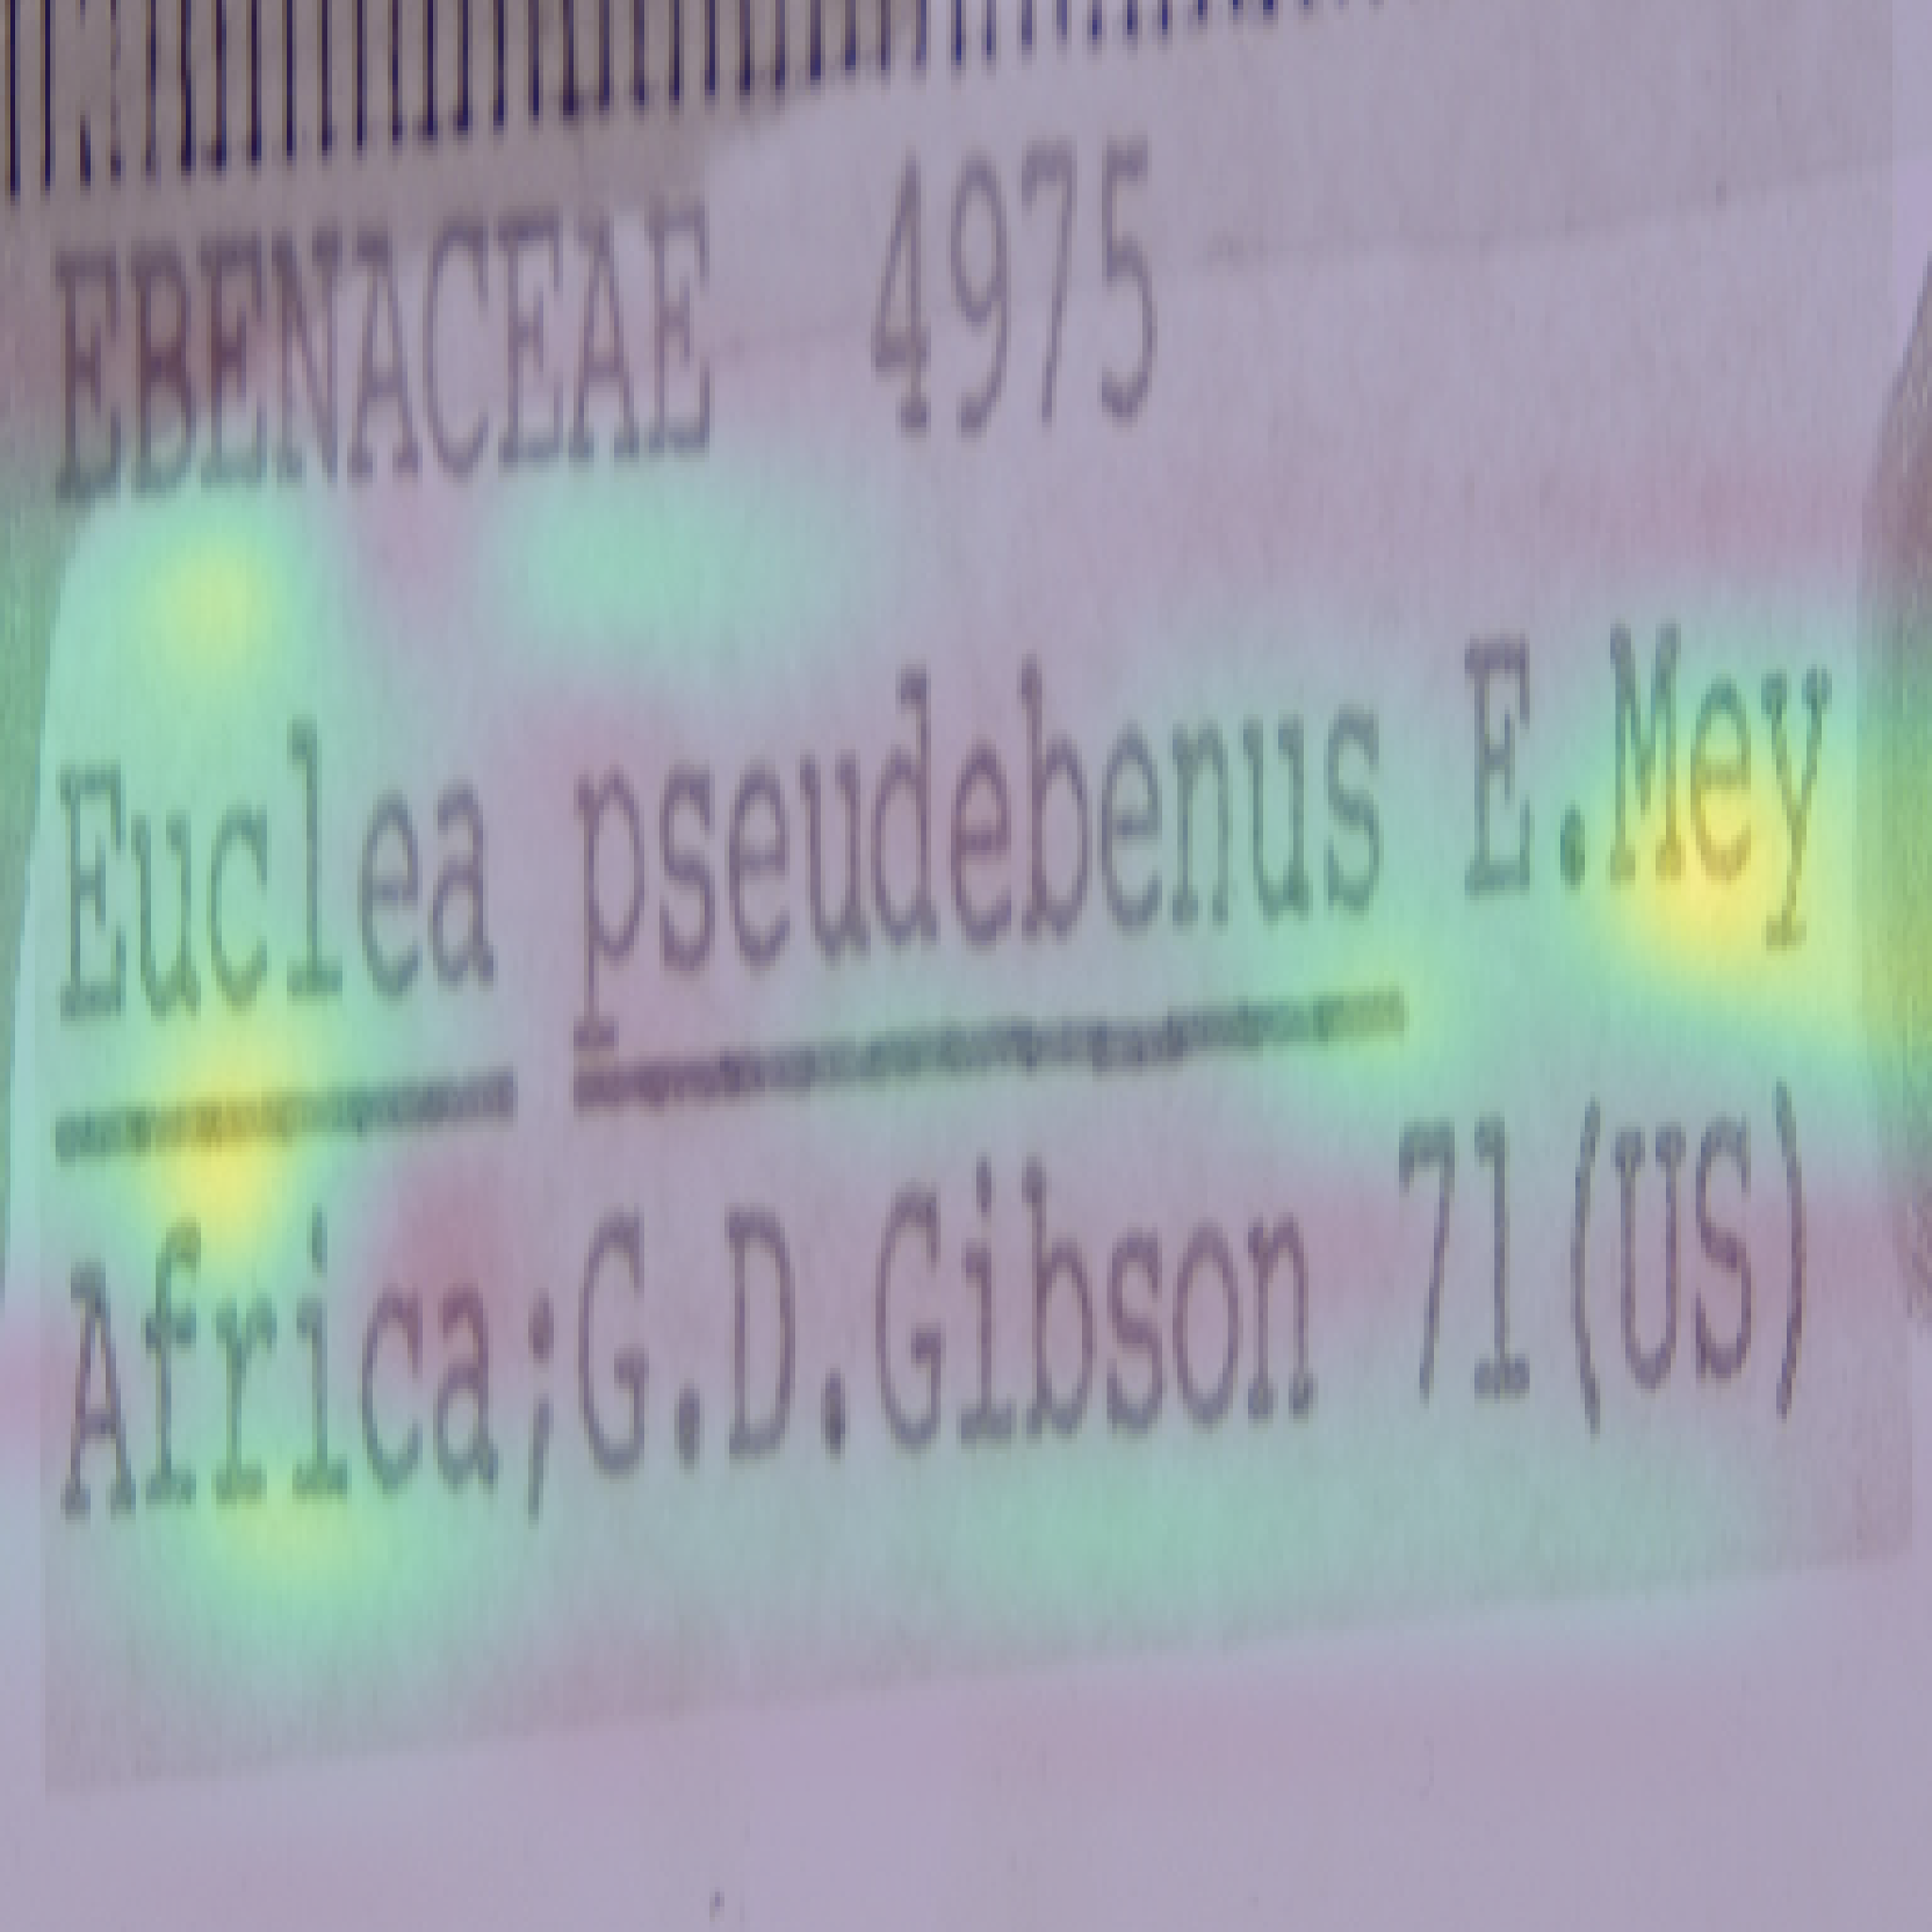 EBENACEAE 4975
Euclea pseudebenus E.Mey
Africa;G.D.Gibson 71(US)